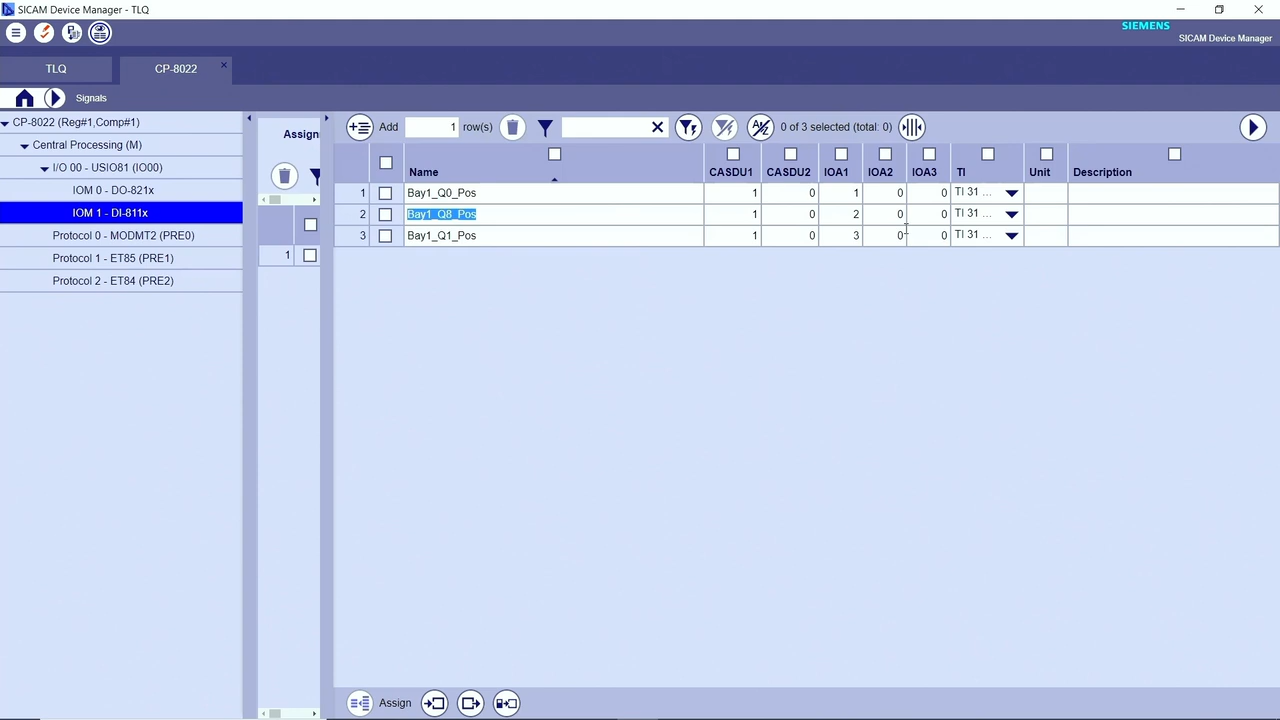 SICAM Device Manager - TLQ
SIEMENS
SICAM Device Manager
TLQ
CP-8022
Signals
CP-8022 (Reg#1,Comp#1)
Central Processing (M)
I/O 00 - USIO81 (IO00)
IOM 0 - DO-821x
IOM 1 - DI-811x
Protocol 0 - MODMT2 (PRE0)
Protocol 1 - ET85 (PRE1)
Protocol 2 - ET84 (PRE2)
Assign
1
Add 1 row(s) 0 of 3 selected (total: 0)
Name CASDU1 CASDU2 IOA1 IOA2 IOA3 TI Unit Description
1 Bay1_Q0_Pos 1 0 1 0 0 TI 31 ...
2 Bay1_Q8_Pos 1 0 2 0 0 TI 31 ...
3 Bay1_Q1_Pos 1 0 3 0 0 TI 31 ...
Assign